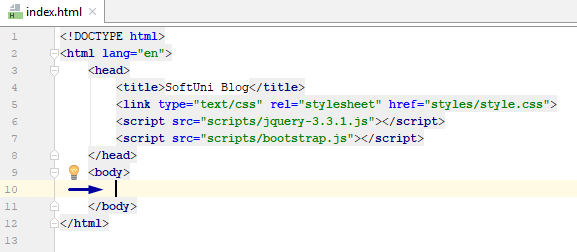 index.html
1 <!DOCTYPE html>
2 <html lang="en">
3 <head>
4 <title>SoftUni Blog</title>
5 <link type="text/css" rel="stylesheet" href="styles/style.css">
6 <script src="scripts/jquery-3.3.1.js"></script>
7 <script src="scripts/bootstrap.js"></script>
8 </head>
9 <body>
10
11 </body>
12 </html>
13